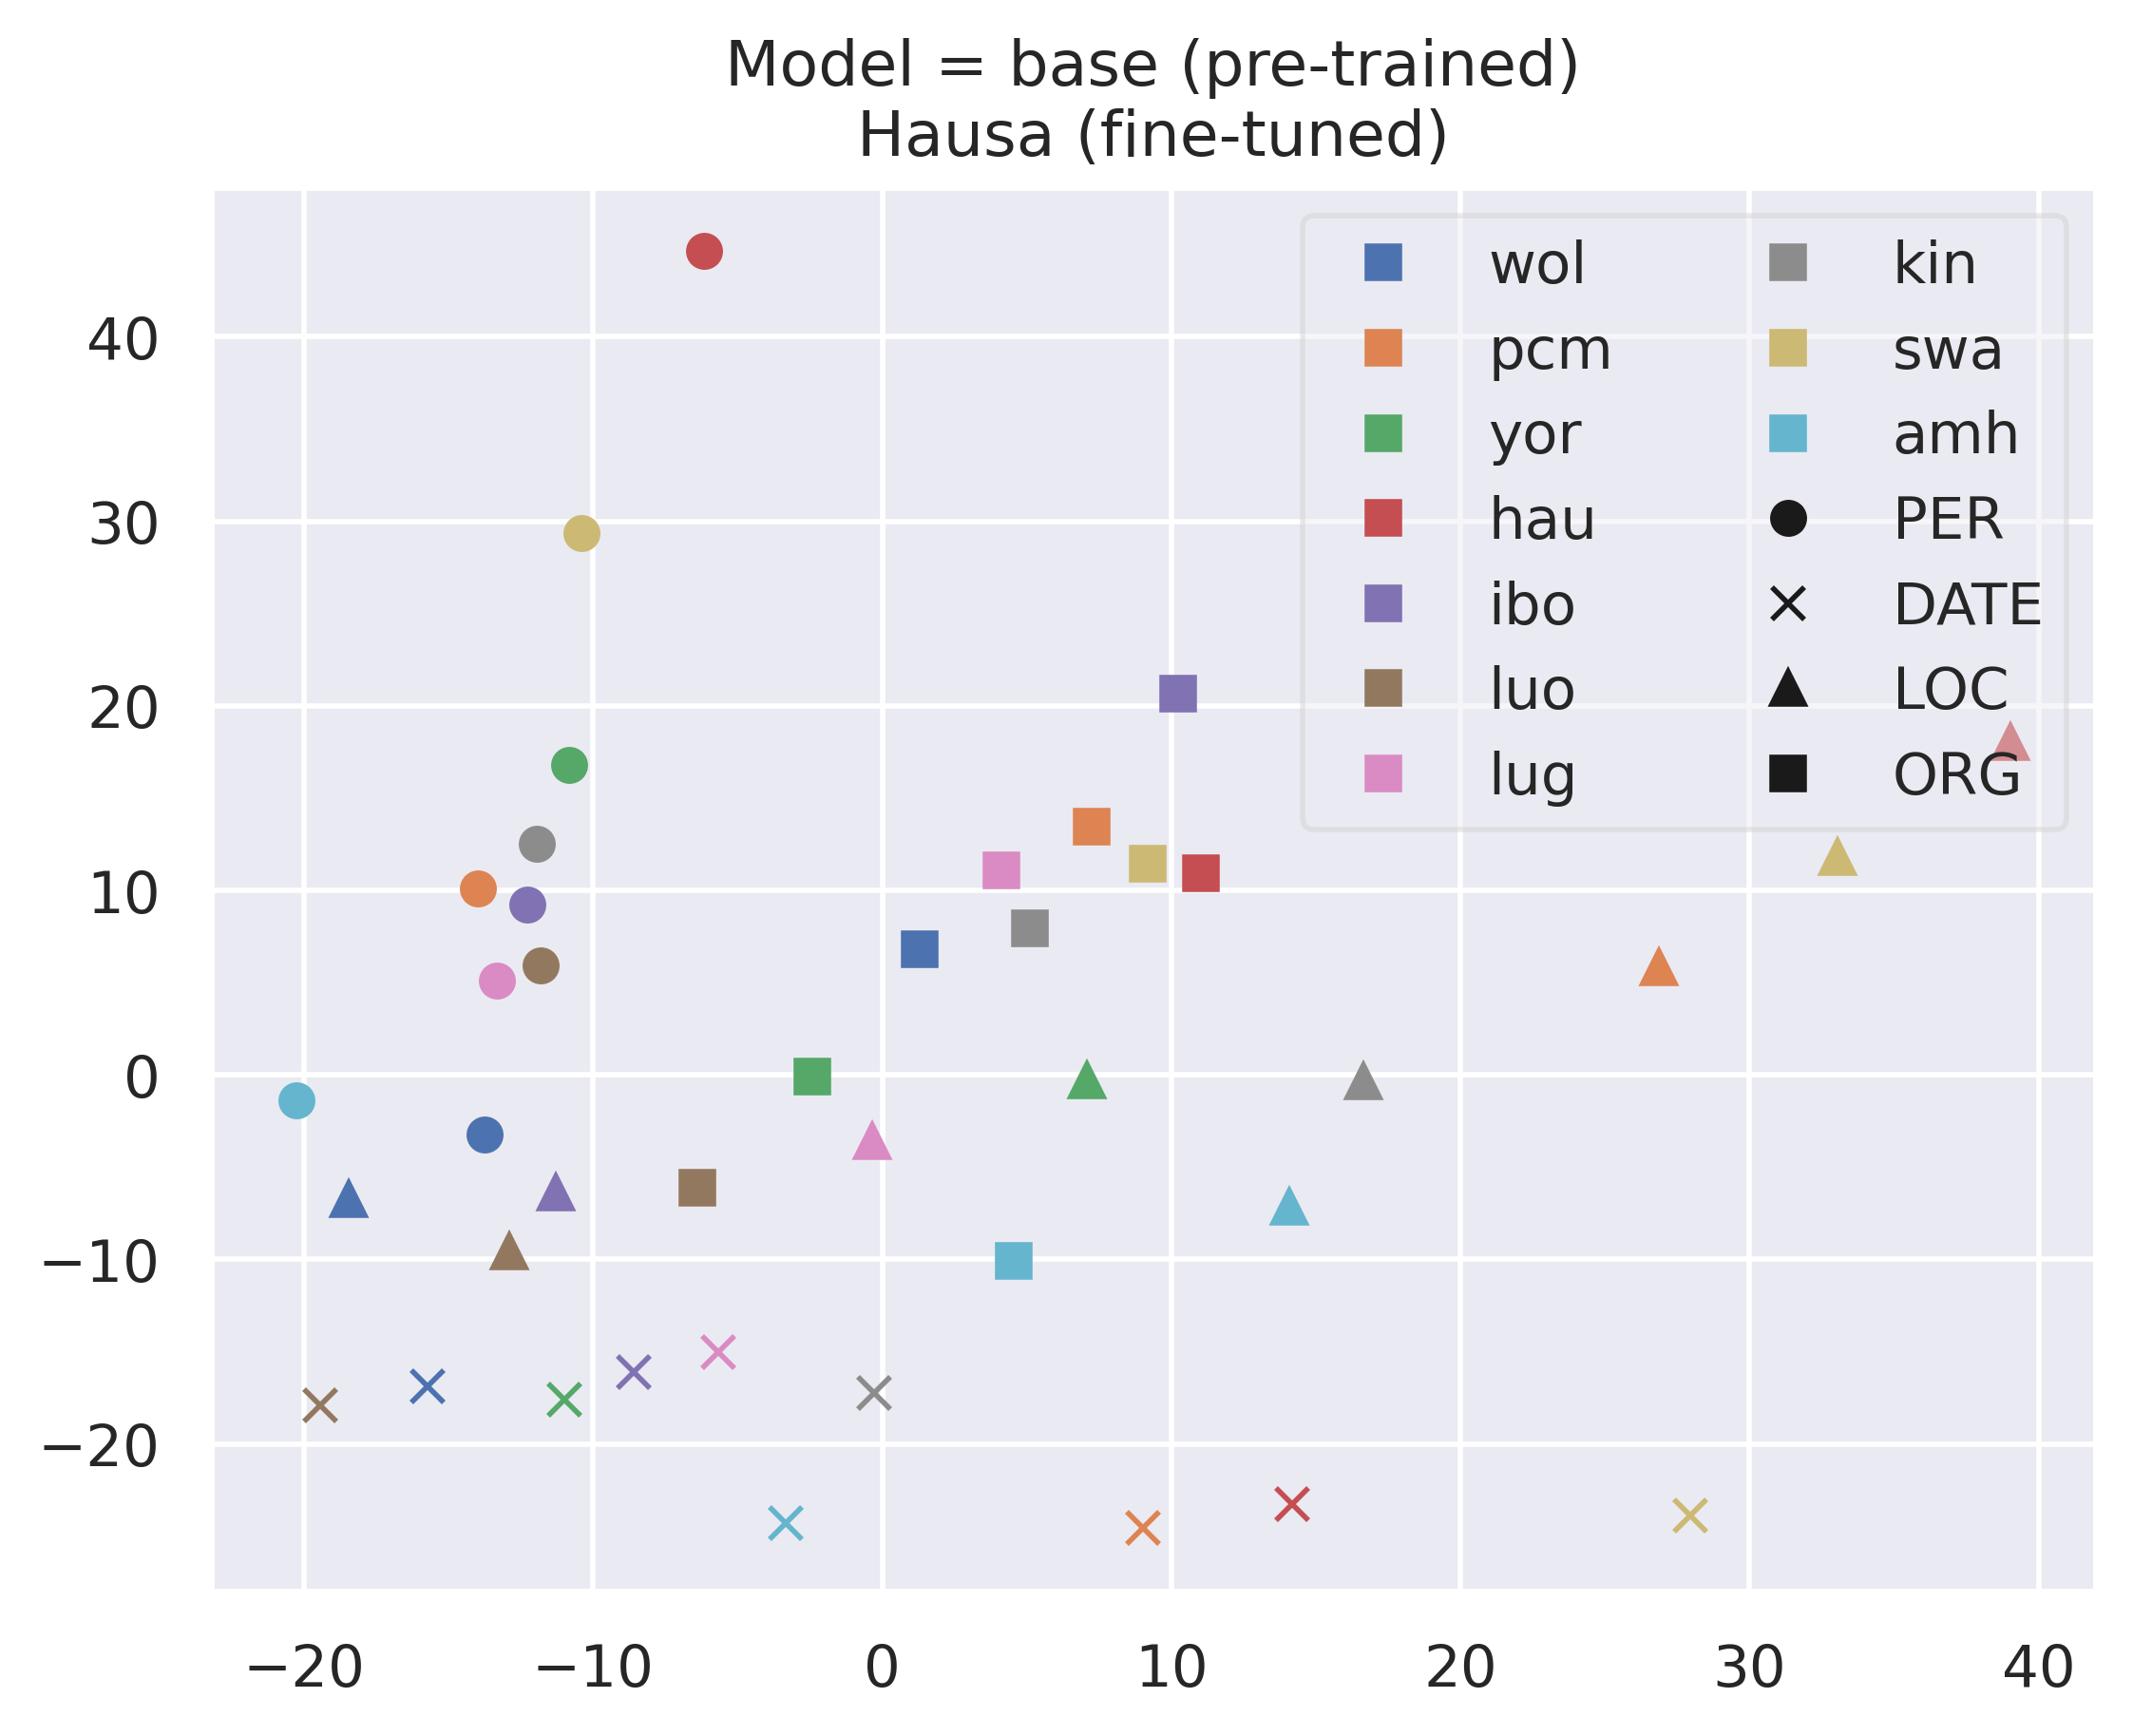 Model = base (pre-trained)
Hausa (fine-tuned)
wol
pcm
yor
hau
ibo
luo
lug
kin
swa
amh
PER
DATE
LOC
ORG
40
30
20
10
0
−10
−20
−20 −10 0 10 20 30 40